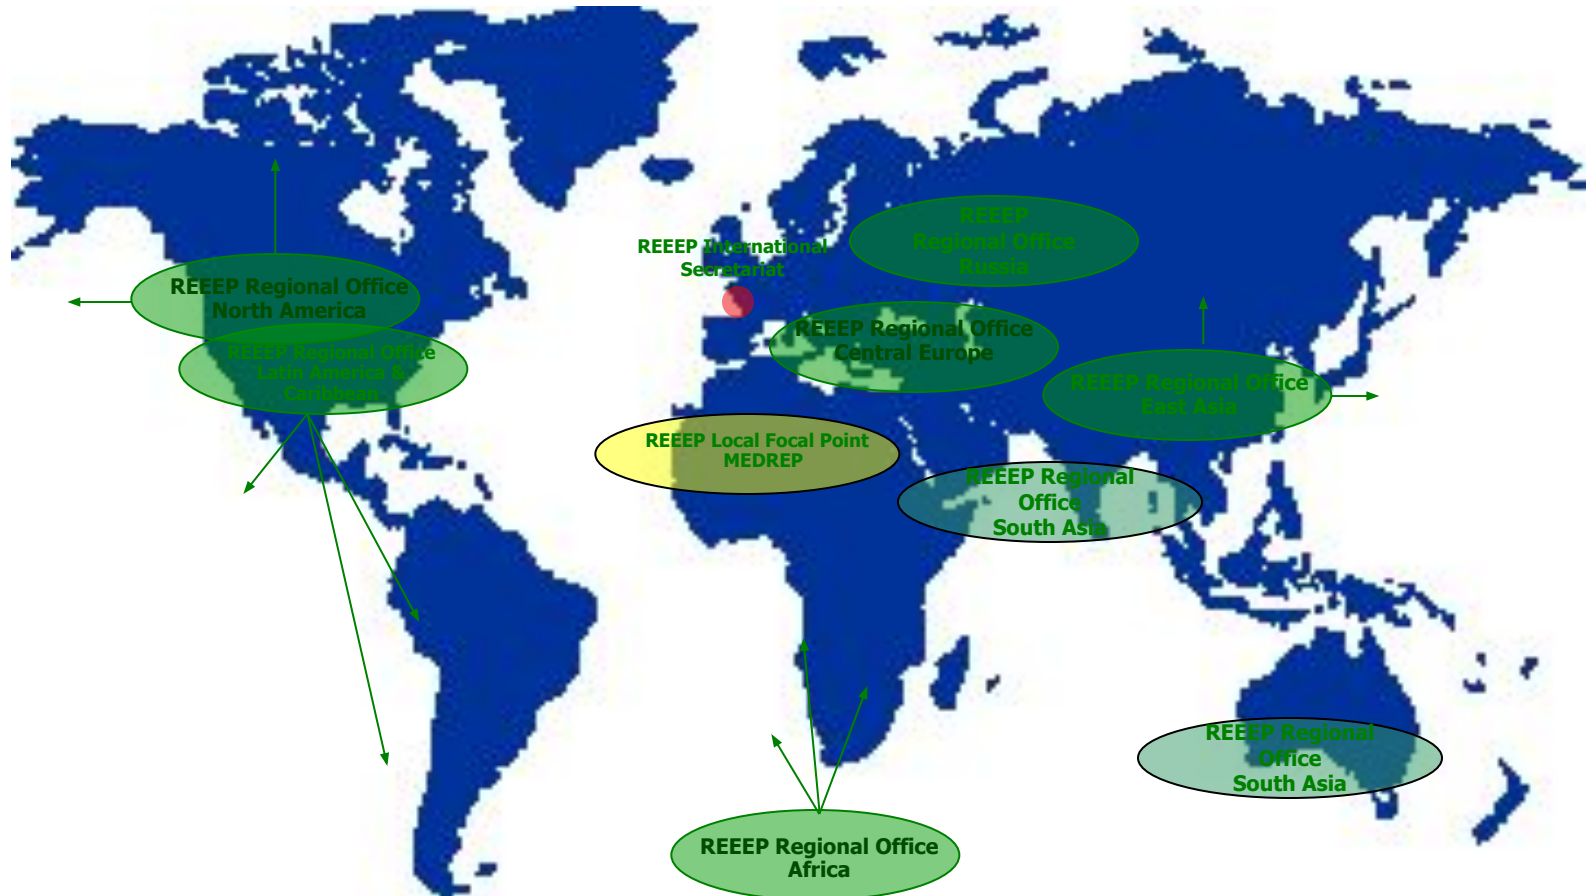 REEEP
Regional Office
Russia
REEEP International
Secretariat
REEEP Regional Office
North America
REEEP Regional Office
Central Europe
REEEP Regional Office
Latin America &
Caribbean
REEEP Regional Office
East Asia
REEEP Local Focal Point
MEDREP
REEEP Regional
Office
South Asia
REEEP Regional
Office
South Asia
REEEP Regional Office
Africa